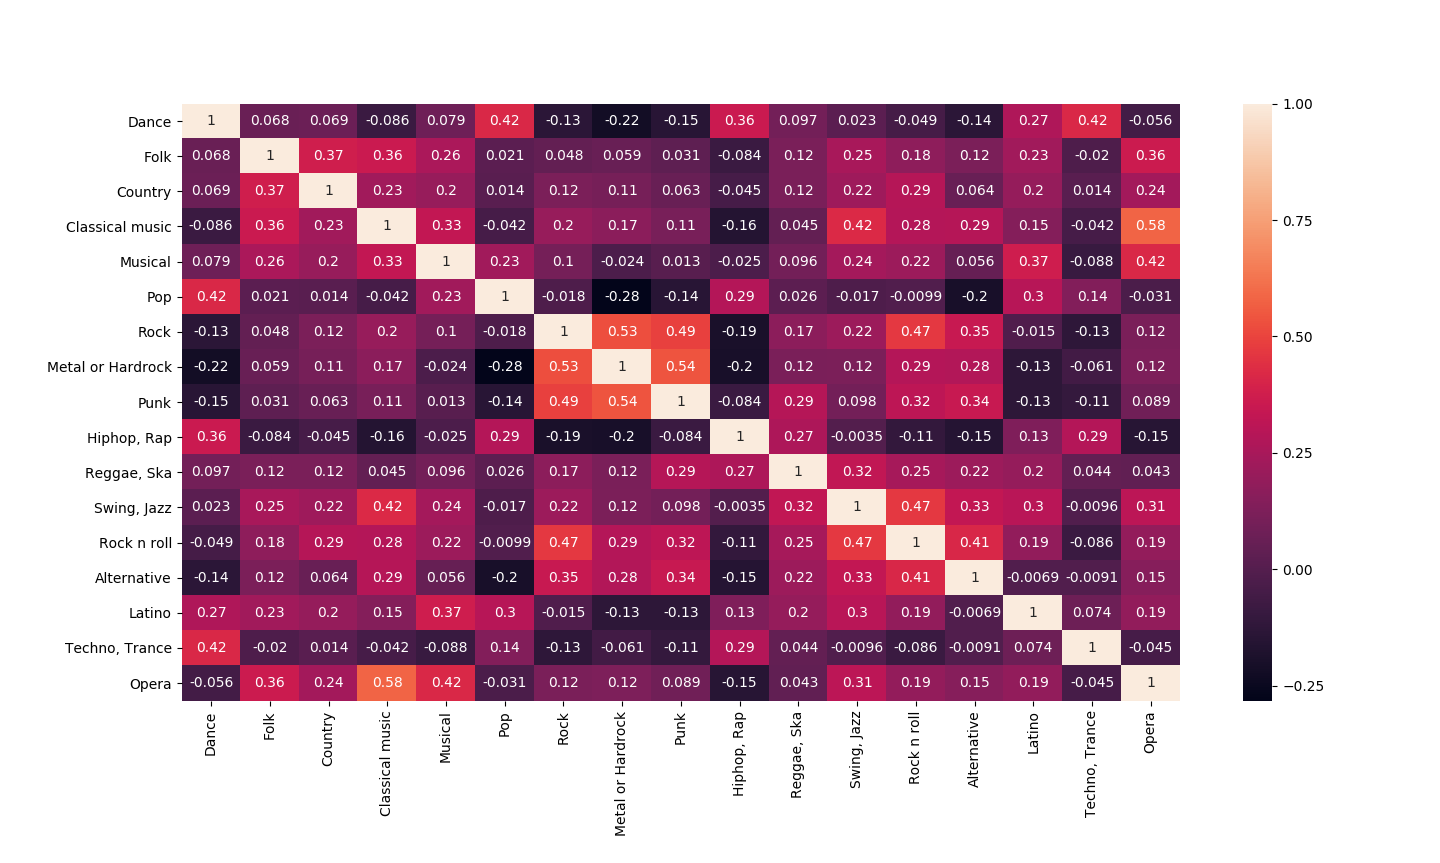 Dance 1 0.068 0.069 -0.086 0.079 0.42 -0.13 -0.22 -0.15 0.36 0.097 0.023 -0.049 -0.14 0.27 0.42 -0.056
Folk 0.068 1 0.37 0.36 0.26 0.021 0.048 0.059 0.031 -0.084 0.12 0.25 0.18 0.12 0.23 -0.02 0.36
Country 0.069 0.37 1 0.23 0.2 0.014 0.12 0.11 0.063 -0.045 0.12 0.22 0.29 0.064 0.2 0.014 0.24
Classical music -0.086 0.36 0.23 1 0.33 -0.042 0.2 0.17 0.11 -0.16 0.045 0.42 0.28 0.29 0.15 -0.042 0.58
Musical 0.079 0.26 0.2 0.33 1 0.23 0.1 -0.024 0.013 -0.025 0.096 0.24 0.22 0.056 0.37 -0.088 0.42
Pop 0.42 0.021 0.014 -0.042 0.23 1 -0.018 -0.28 -0.14 0.29 0.026 -0.017 -0.0099 -0.2 0.3 0.14 -0.031
Rock -0.13 0.048 0.12 0.2 0.1 -0.018 1 0.53 0.49 -0.19 0.17 0.22 0.47 0.35 -0.015 -0.13 0.12
Metal or Hardrock -0.22 0.059 0.11 0.17 -0.024 -0.28 0.53 1 0.54 -0.2 0.12 0.12 0.29 0.28 -0.13 -0.061 0.12
Punk -0.15 0.031 0.063 0.11 0.013 -0.14 0.49 0.54 1 -0.084 0.29 0.098 0.32 0.34 -0.13 -0.11 0.089
Hiphop, Rap 0.36 -0.084 -0.045 -0.16 -0.025 0.29 -0.19 -0.2 -0.084 1 0.27 -0.0035 -0.11 -0.15 0.13 0.29 -0.15
Reggae, Ska 0.097 0.12 0.12 0.045 0.096 0.026 0.17 0.12 0.29 0.27 1 0.32 0.25 0.22 0.2 0.044 0.043
Swing, Jazz 0.023 0.25 0.22 0.42 0.24 -0.017 0.22 0.12 0.098 -0.0035 0.32 1 0.47 0.33 0.3 -0.0096 0.31
Rock n roll -0.049 0.18 0.29 0.28 0.22 -0.0099 0.47 0.29 0.32 -0.11 0.25 0.47 1 0.41 0.19 -0.086 0.19
Alternative -0.14 0.12 0.064 0.29 0.056 -0.2 0.35 0.28 0.34 -0.15 0.22 0.33 0.41 1 -0.0069 -0.0091 0.15
Latino 0.27 0.23 0.2 0.15 0.37 0.3 -0.015 -0.13 -0.13 0.13 0.2 0.3 0.19 -0.0069 1 0.074 0.19
Techno, Trance 0.42 -0.02 0.014 -0.042 -0.088 0.14 -0.13 -0.061 -0.11 0.29 0.044 -0.0096 -0.086 -0.0091 0.074 1 -0.045
Opera -0.056 0.36 0.24 0.58 0.42 -0.031 0.12 0.12 0.089 -0.15 0.043 0.31 0.19 0.15 0.19 -0.045 1
Dance
Folk
Country
Classical music
Musical
Pop
Rock
Metal or Hardrock
Punk
Hiphop, Rap
Reggae, Ska
Swing, Jazz
Rock n roll
Alternative
Latino
Techno, Trance
Opera
1.00
0.75
0.50
0.25
0.00
−0.25